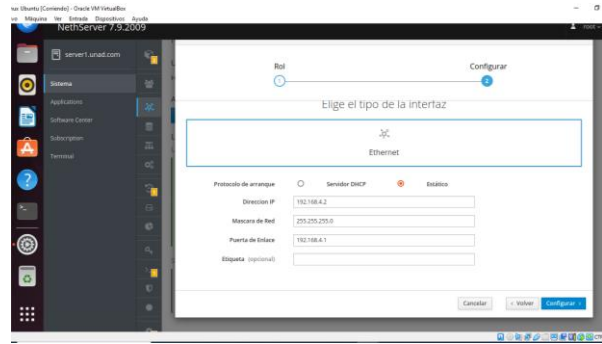 nux Ubuntu [Corriendo] - Oracle VM VirtualBox
vo Máquina Ver Entrada Dispositivos Ayuda
NethServer 7.9.2009
root
server1.unad.com
Sistema
Applications
Software Center
Subscription
Terminal
Rol
Configurar
1
2
Elige el tipo de la interfaz
Ethernet
Protocolo de arranque Servidor DHCP Estático
Direccion IP 192.168.4.2
Mascara de Red 255.255.255.0
Puerta de Enlace 192.168.4.1
Etiqueta (opcional)
Cancelar < Volver Configurar >